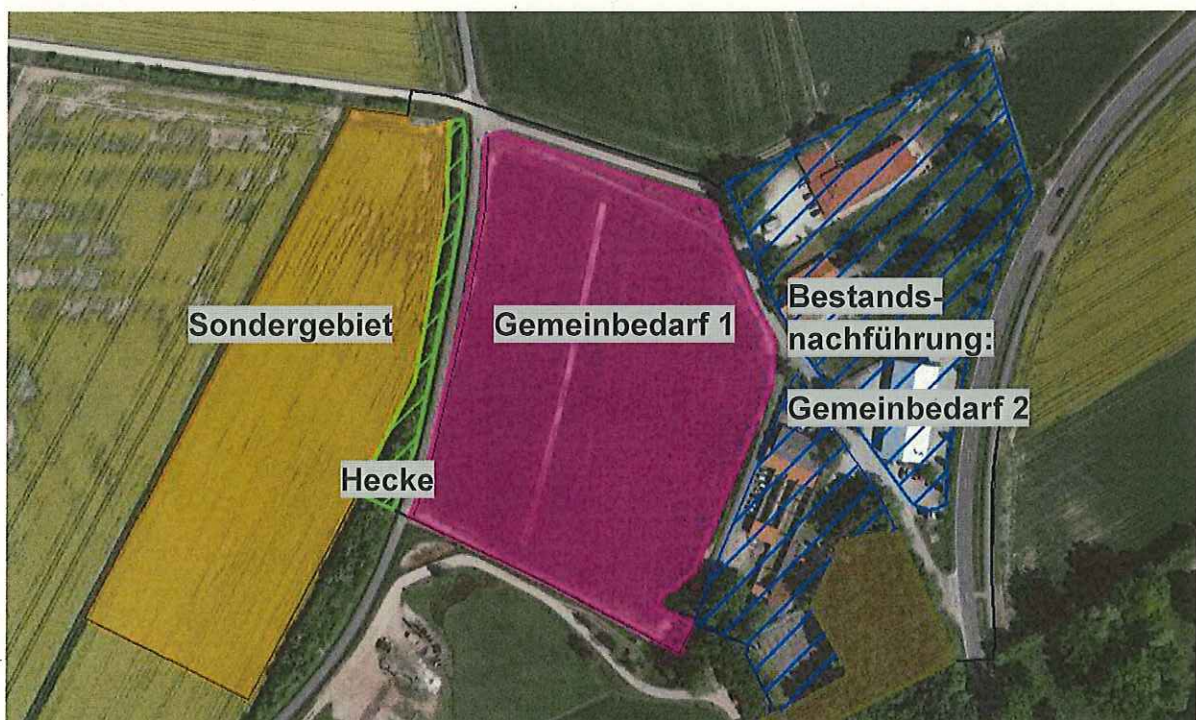 Sondergebiet
Gemeinbedarf 1
Bestands-
nachführung:
Gemeinbedarf 2
Hecke